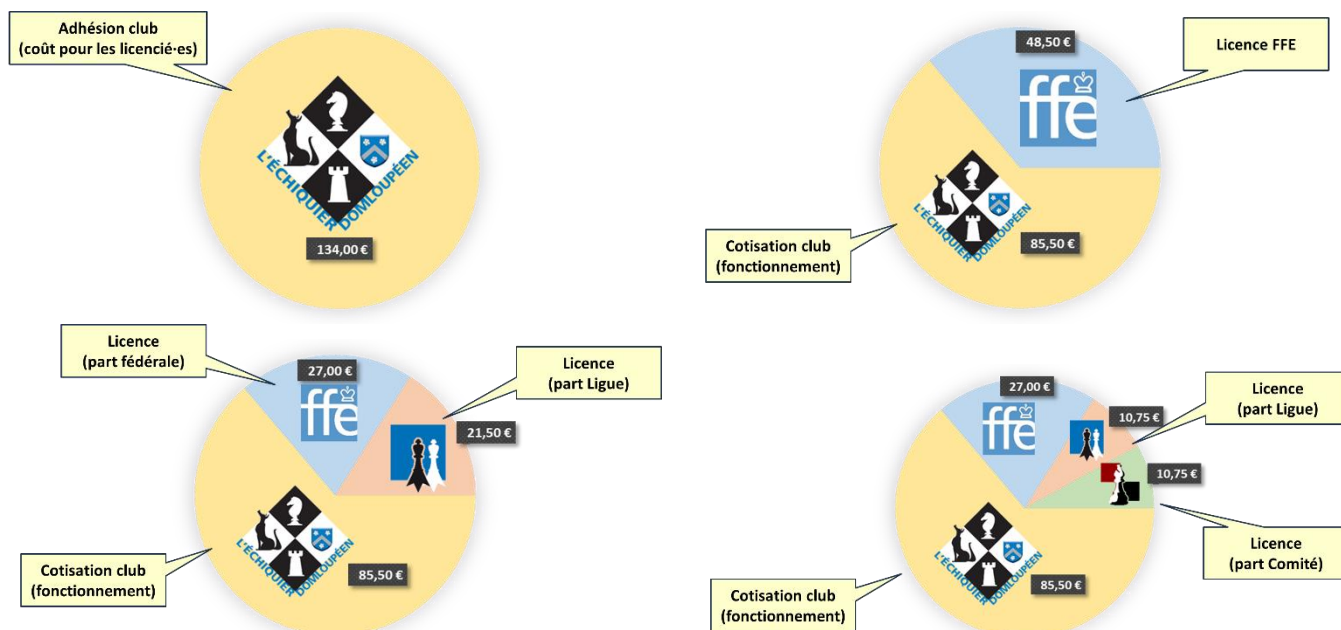 Adhésion club
(coût pour les licencié·es)
L'ÉCHIQUIER DOMLOUPÉEN
134,00 €
48,50 €
Licence FFE
ffe
L'ÉCHIQUIER DOMLOUPÉEN
Cotisation club
(fonctionnement)
85,50 €
Licence
(part fédérale)
27,00 €
ffe
Licence
(part Ligue)
21,50 €
L'ÉCHIQUIER DOMLOUPÉEN
Cotisation club
(fonctionnement)
85,50 €
27,00 €
ffe
Licence
(part Ligue)
10,75 €
10,75 €
Licence
(part Comité)
L'ÉCHIQUIER DOMLOUPÉEN
85,50 €
Cotisation club
(fonctionnement)